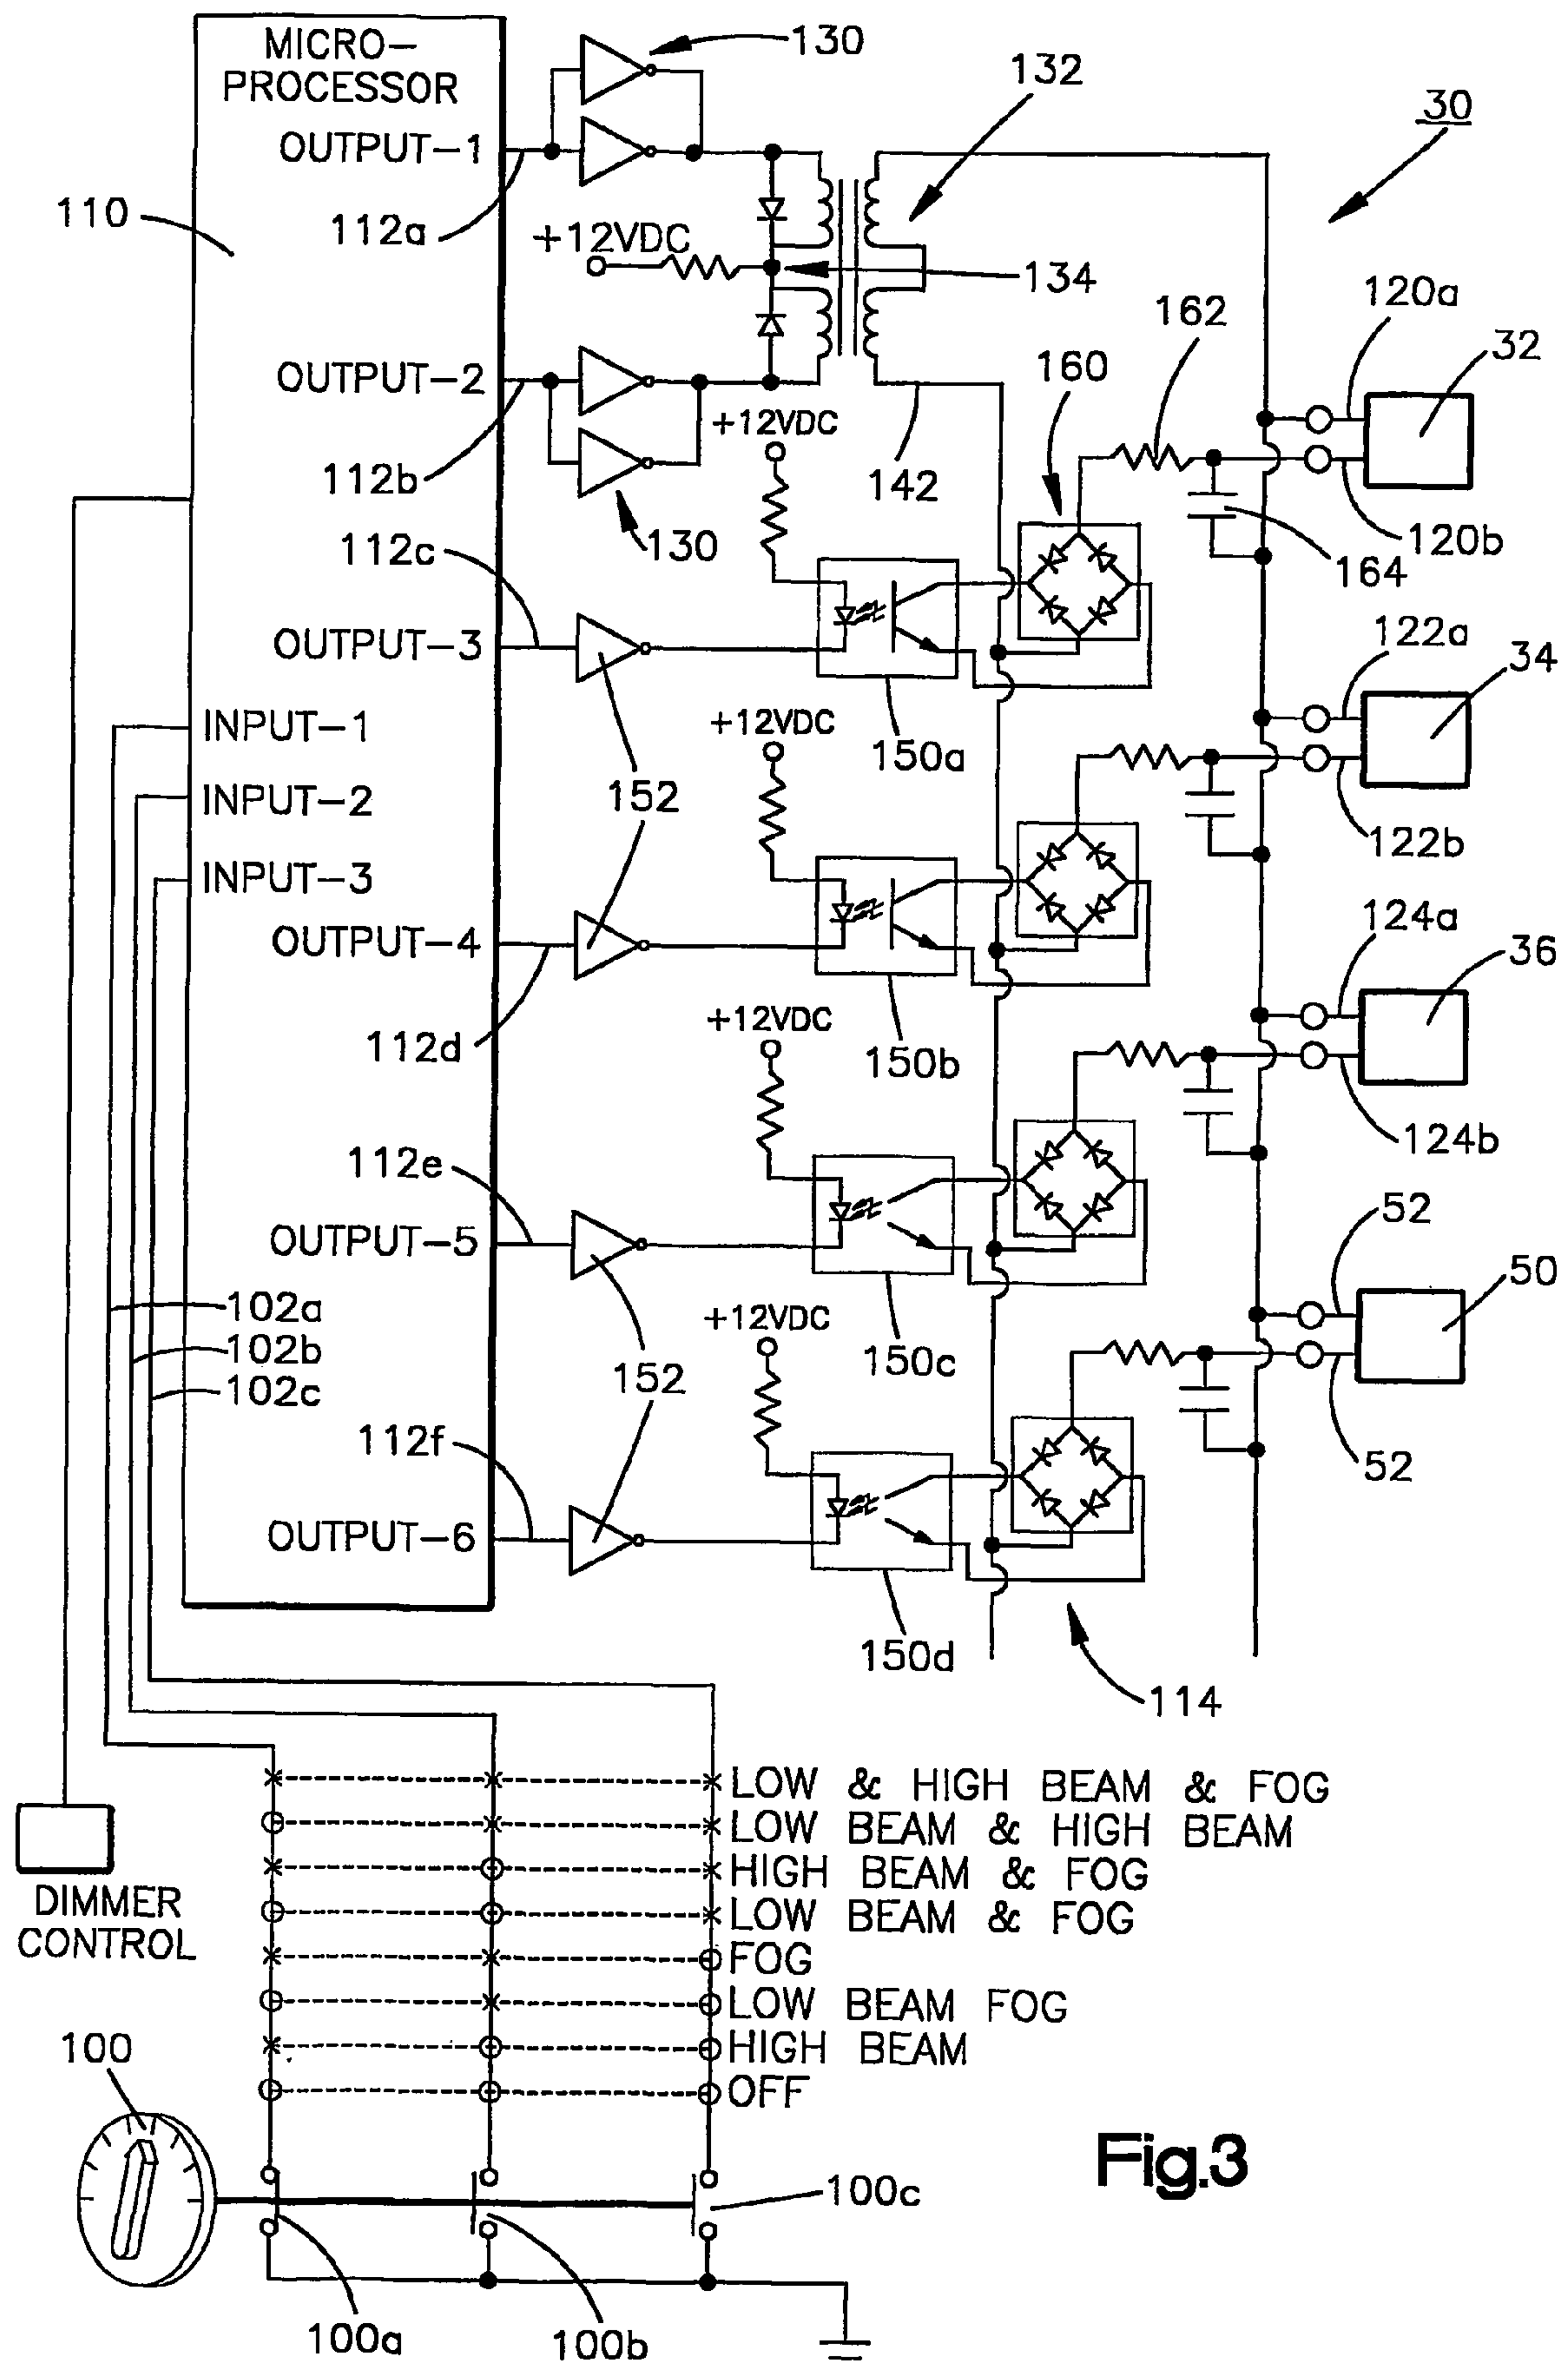 MICRO-
PROCESSOR
130
132
30
OUTPUT-1
110
112a
+12VDC
134
120a
162
32
OUTPUT-2
160
+12VDC
112b
142
120b
130
112c
164
OUTPUT-3
122a
34
INPUT-1
+12VDC
150a
152
INPUT-2
122b
INPUT-3
124a
OUTPUT-4
36
+12VDC
112d
150b
124b
112e
52
OUTPUT-5
50
102a
+12VDC
102b
150c
152
102c
112f
52
OUTPUT-6
150d
114
LOW & HIGH BEAM & FOG
LOW BEAM & HIGH BEAM
HIGH BEAM & FOG
DIMMER
CONTROL
LOW BEAM & FOG
FOG
LOW BEAM FOG
100
HIGH BEAM
OFF
Fig.3
100c
100a
100b